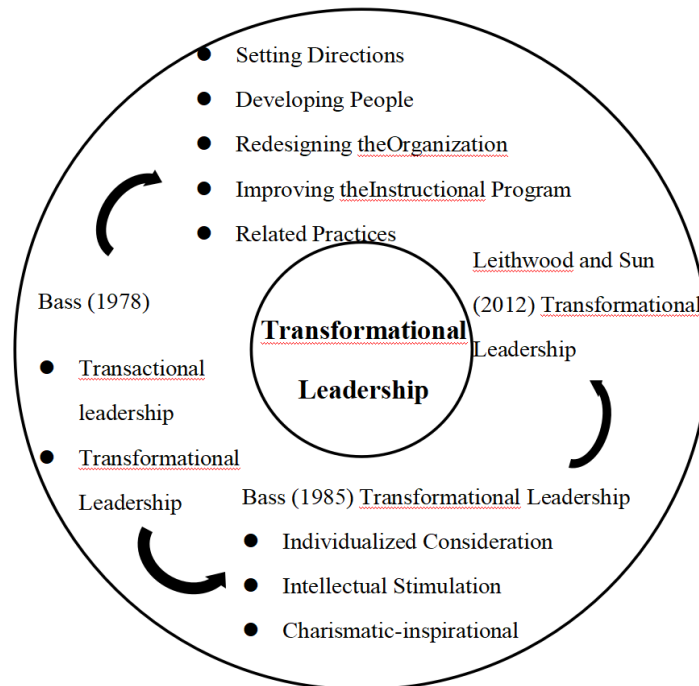 ● Setting Directions
● Developing People
● Redesigning theOrganization
● Improving theInstructional Program
● Related Practices
Leithwood and Sun
(2012) Transformational
Leadership
Bass (1978)
● Transactional
leadership
● Transformational
Leadership
Transformational
Leadership
Bass (1985) Transformational Leadership
● Individualized Consideration
● Intellectual Stimulation
● Charismatic-inspirational